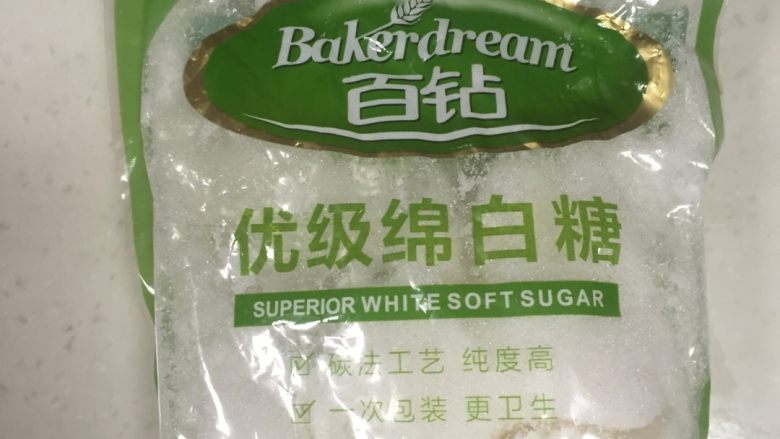 Bakerdream
百钻
优级绵白糖
SUPERIOR WHITE SOFT SUGAR
碳法工艺 纯度高
一次包装 更卫生